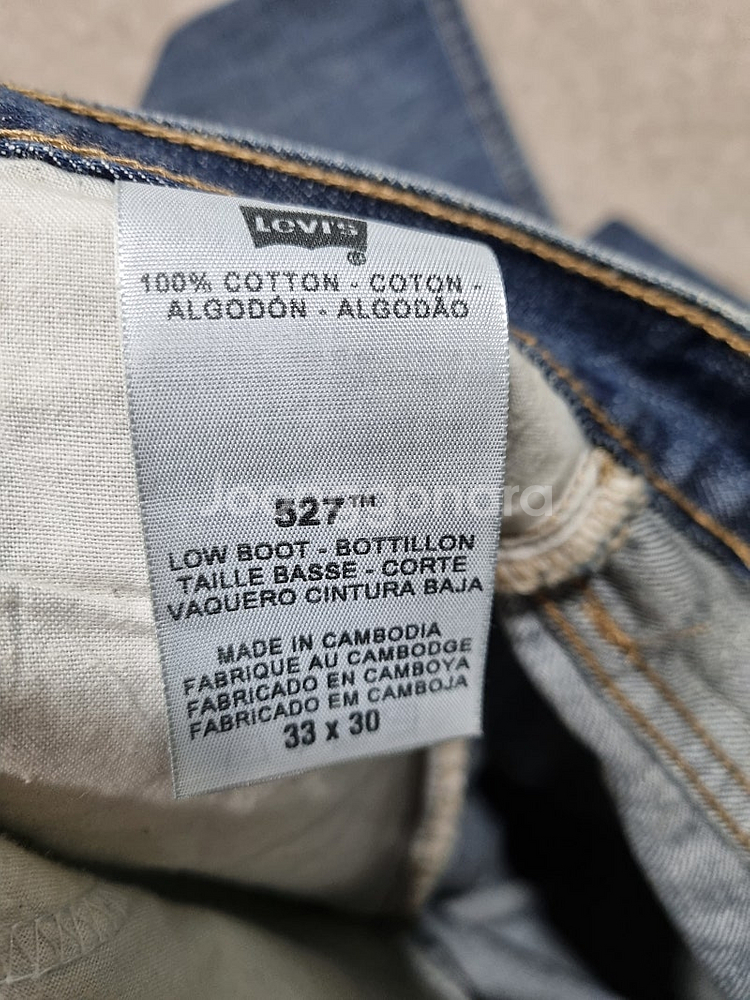 Levi's
®
100% COTTON - COTON -
ALGODÓN - ALGODÃO
Joonggonara
527™
LOW BOOT - BOTTILLON
TAILLE BASSE - CORTE
VAQUERO CINTURA BAJA
MADE IN CAMBODIA
FABRIQUE AU CAMBODGE
FABRICADO EN CAMBOYA
FABRICADO EM CAMBOJA
33 x 30